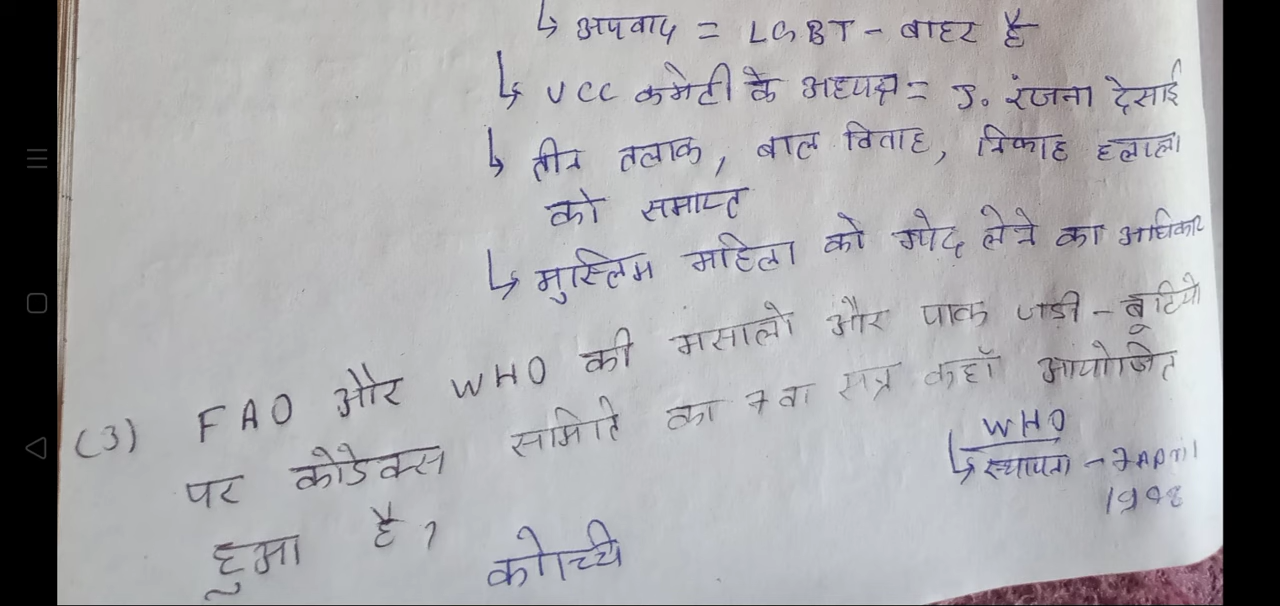 ↳ अपवाद = LGBT - बाहर है
↳ UCC कमेटी के अध्यक्ष = J. रंजना देसाई
↳ तीन तलाक, बाल विवाह, निकाह हलाला
को समाप्त
↳ मुस्लिम महिला को गोद लेने का अधिकार
(3) FAO और WHO की मसालो और पाक जडी - बूटियो
पर कोडेक्स समिति का 7 वा सत्र कहाँ आयोजित
हुआ है?
कोच्चि
WHO
↳ स्थापना - 7 April
1948